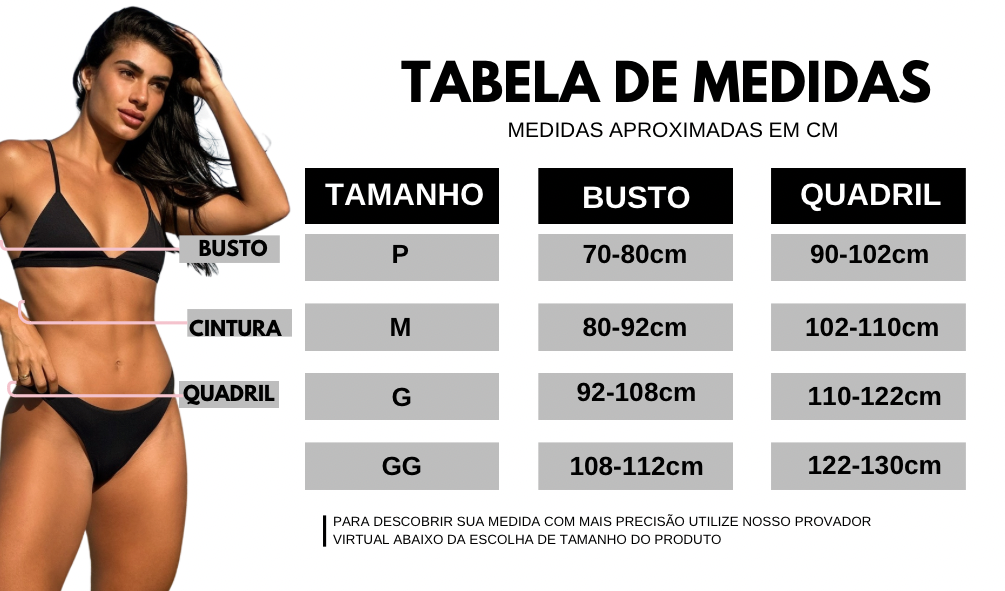 TABELA DE MEDIDAS
MEDIDAS APROXIMADAS EM CM
TAMANHO BUSTO QUADRIL
P 70-80cm 90-102cm
M 80-92cm 102-110cm
G 92-108cm 110-122cm
GG 108-112cm 122-130cm
BUSTO
CINTURA
QUADRIL
PARA DESCOBRIR SUA MEDIDA COM MAIS PRECISÃO UTILIZE NOSSO PROVADOR
VIRTUAL ABAIXO DA ESCOLHA DE TAMANHO DO PRODUTO